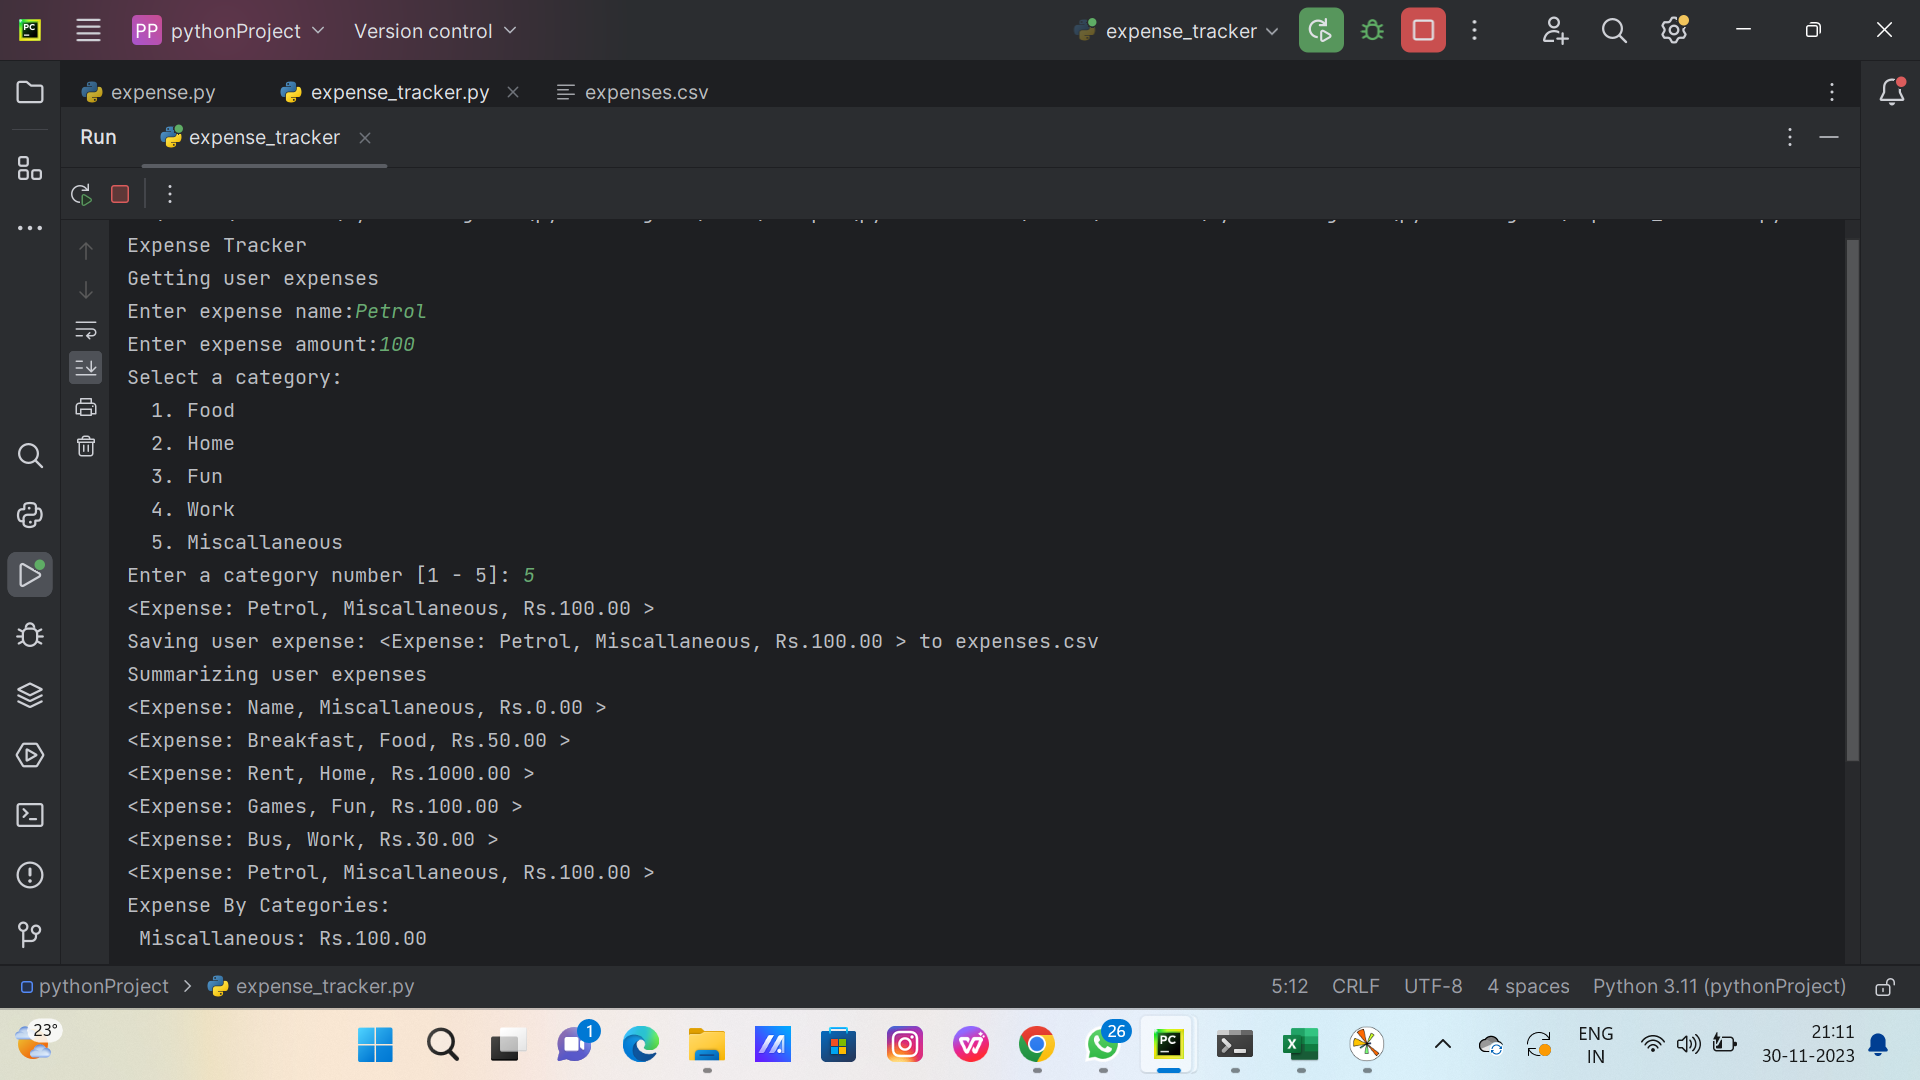 PP pythonProject Version control expense_tracker
expense.py expense_tracker.py expenses.csv
Run expense_tracker
Expense Tracker
Getting user expenses
Enter expense name:Petrol
Enter expense amount:100
Select a category:
1. Food
2. Home
3. Fun
4. Work
5. Miscallaneous
Enter a category number [1 - 5]: 5
<Expense: Petrol, Miscallaneous, Rs.100.00 >
Saving user expense: <Expense: Petrol, Miscallaneous, Rs.100.00 > to expenses.csv
Summarizing user expenses
<Expense: Name, Miscallaneous, Rs.0.00 >
<Expense: Breakfast, Food, Rs.50.00 >
<Expense: Rent, Home, Rs.1000.00 >
<Expense: Games, Fun, Rs.100.00 >
<Expense: Bus, Work, Rs.30.00 >
<Expense: Petrol, Miscallaneous, Rs.100.00 >
Expense By Categories:
Miscallaneous: Rs.100.00
pythonProject > expense_tracker.py 5:12 CRLF UTF-8 4 spaces Python 3.11 (pythonProject)
23° 1 26 PC ENG 21:11
IN 30-11-2023